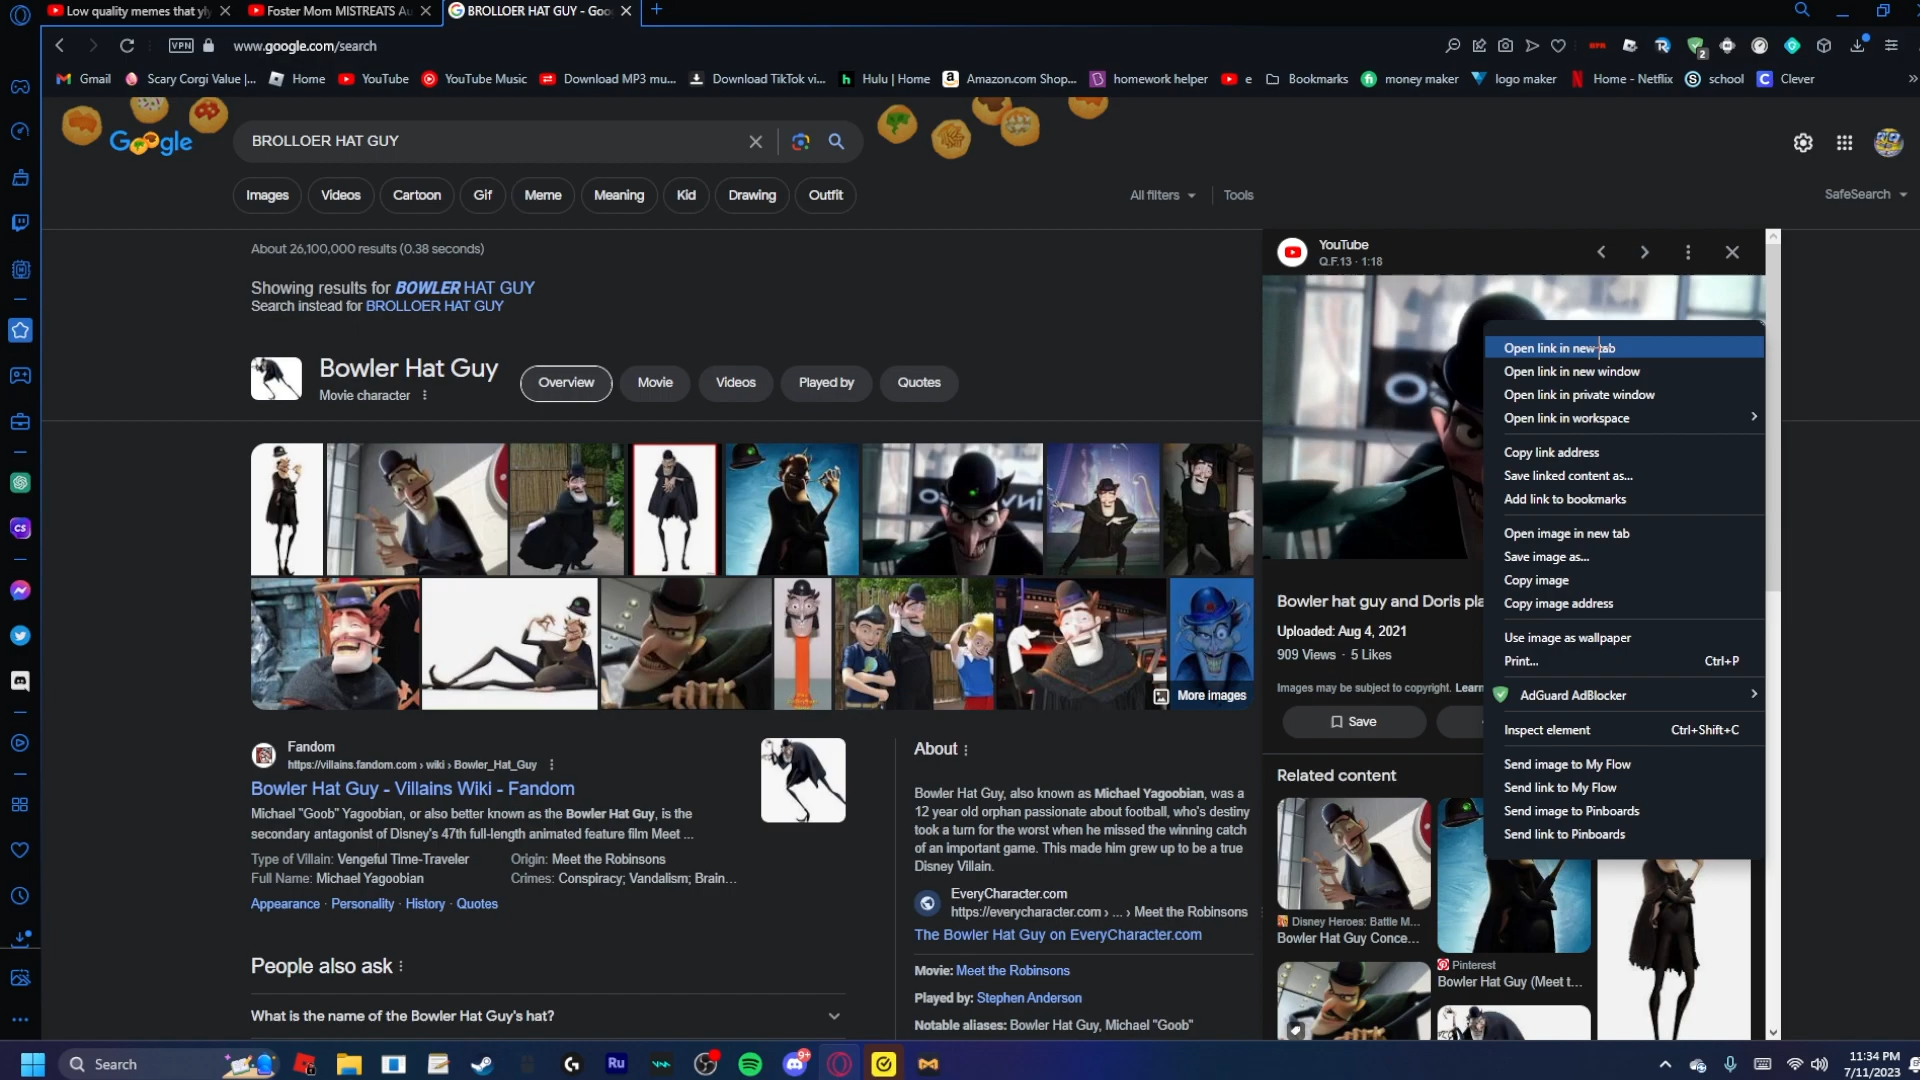 Low quality memes that yly
Foster Mom MISTREATS Au
BROLLOER HAT GUY - Goo
VPN
www.google.com/search
2
Gmail
Scary Corgi Value |...
Home
YouTube
YouTube Music
Download MP3 mu...
Download TikTok vi...
Hulu | Home
Amazon.com Shop...
homework helper
e
Bookmarks
money maker
logo maker
Home - Netflix
school
Clever
Google
BROLLOER HAT GUY
Images
Videos
Cartoon
Gif
Meme
Meaning
Kid
Drawing
Outfit
All filters
Tools
SafeSearch
About 26,100,000 results (0.38 seconds)
Showing results for BOWLER HAT GUY
Search instead for BROLLOER HAT GUY
Bowler Hat Guy
Movie character
Overview
Movie
Videos
Played by
Quotes
More images
Fandom
https://villains.fandom.com › wiki › Bowler_Hat_Guy
Bowler Hat Guy - Villains Wiki - Fandom
Michael "Goob" Yagoobian, or also better known as the Bowler Hat Guy, is the
secondary antagonist of Disney's 47th full-length animated feature film Meet ...
Type of Villain: Vengeful Time-Traveler
Origin: Meet the Robinsons
Full Name: Michael Yagoobian
Crimes: Conspiracy; Vandalism; Brain...
Appearance · Personality · History · Quotes
People also ask
What is the name of the Bowler Hat Guy's hat?
About
Bowler Hat Guy, also known as Michael Yagoobian, was a
12 year old orphan passionate about football, who's destiny
took a turn for the worst when he missed the winning catch
of an important game. This made him grew up to be a true
Disney Villain.
EveryCharacter.com
https://everycharacter.com › ... › Meet the Robinsons
The Bowler Hat Guy on EveryCharacter.com
Movie: Meet the Robinsons
Played by: Stephen Anderson
Notable aliases: Bowler Hat Guy, Michael "Goob"
YouTube
Q.F.13 · 1:18
Bowler hat guy and Doris pla
Uploaded: Aug 4, 2021
909 Views · 5 Likes
Images may be subject to copyright. Learn
Save
Related content
Disney Heroes: Battle M...
Bowler Hat Guy Conce...
Pinterest
Bowler Hat Guy (Meet t...
Open link in new tab
Open link in new window
Open link in private window
Open link in workspace
Copy link address
Save linked content as...
Add link to bookmarks
Open image in new tab
Save image as...
Copy image
Copy image address
Use image as wallpaper
Print...
Ctrl+P
AdGuard AdBlocker
Inspect element
Ctrl+Shift+C
Send image to My Flow
Send link to My Flow
Send image to Pinboards
Send link to Pinboards
CS
Search
Ru
9+
11:34 PM
7/11/2023